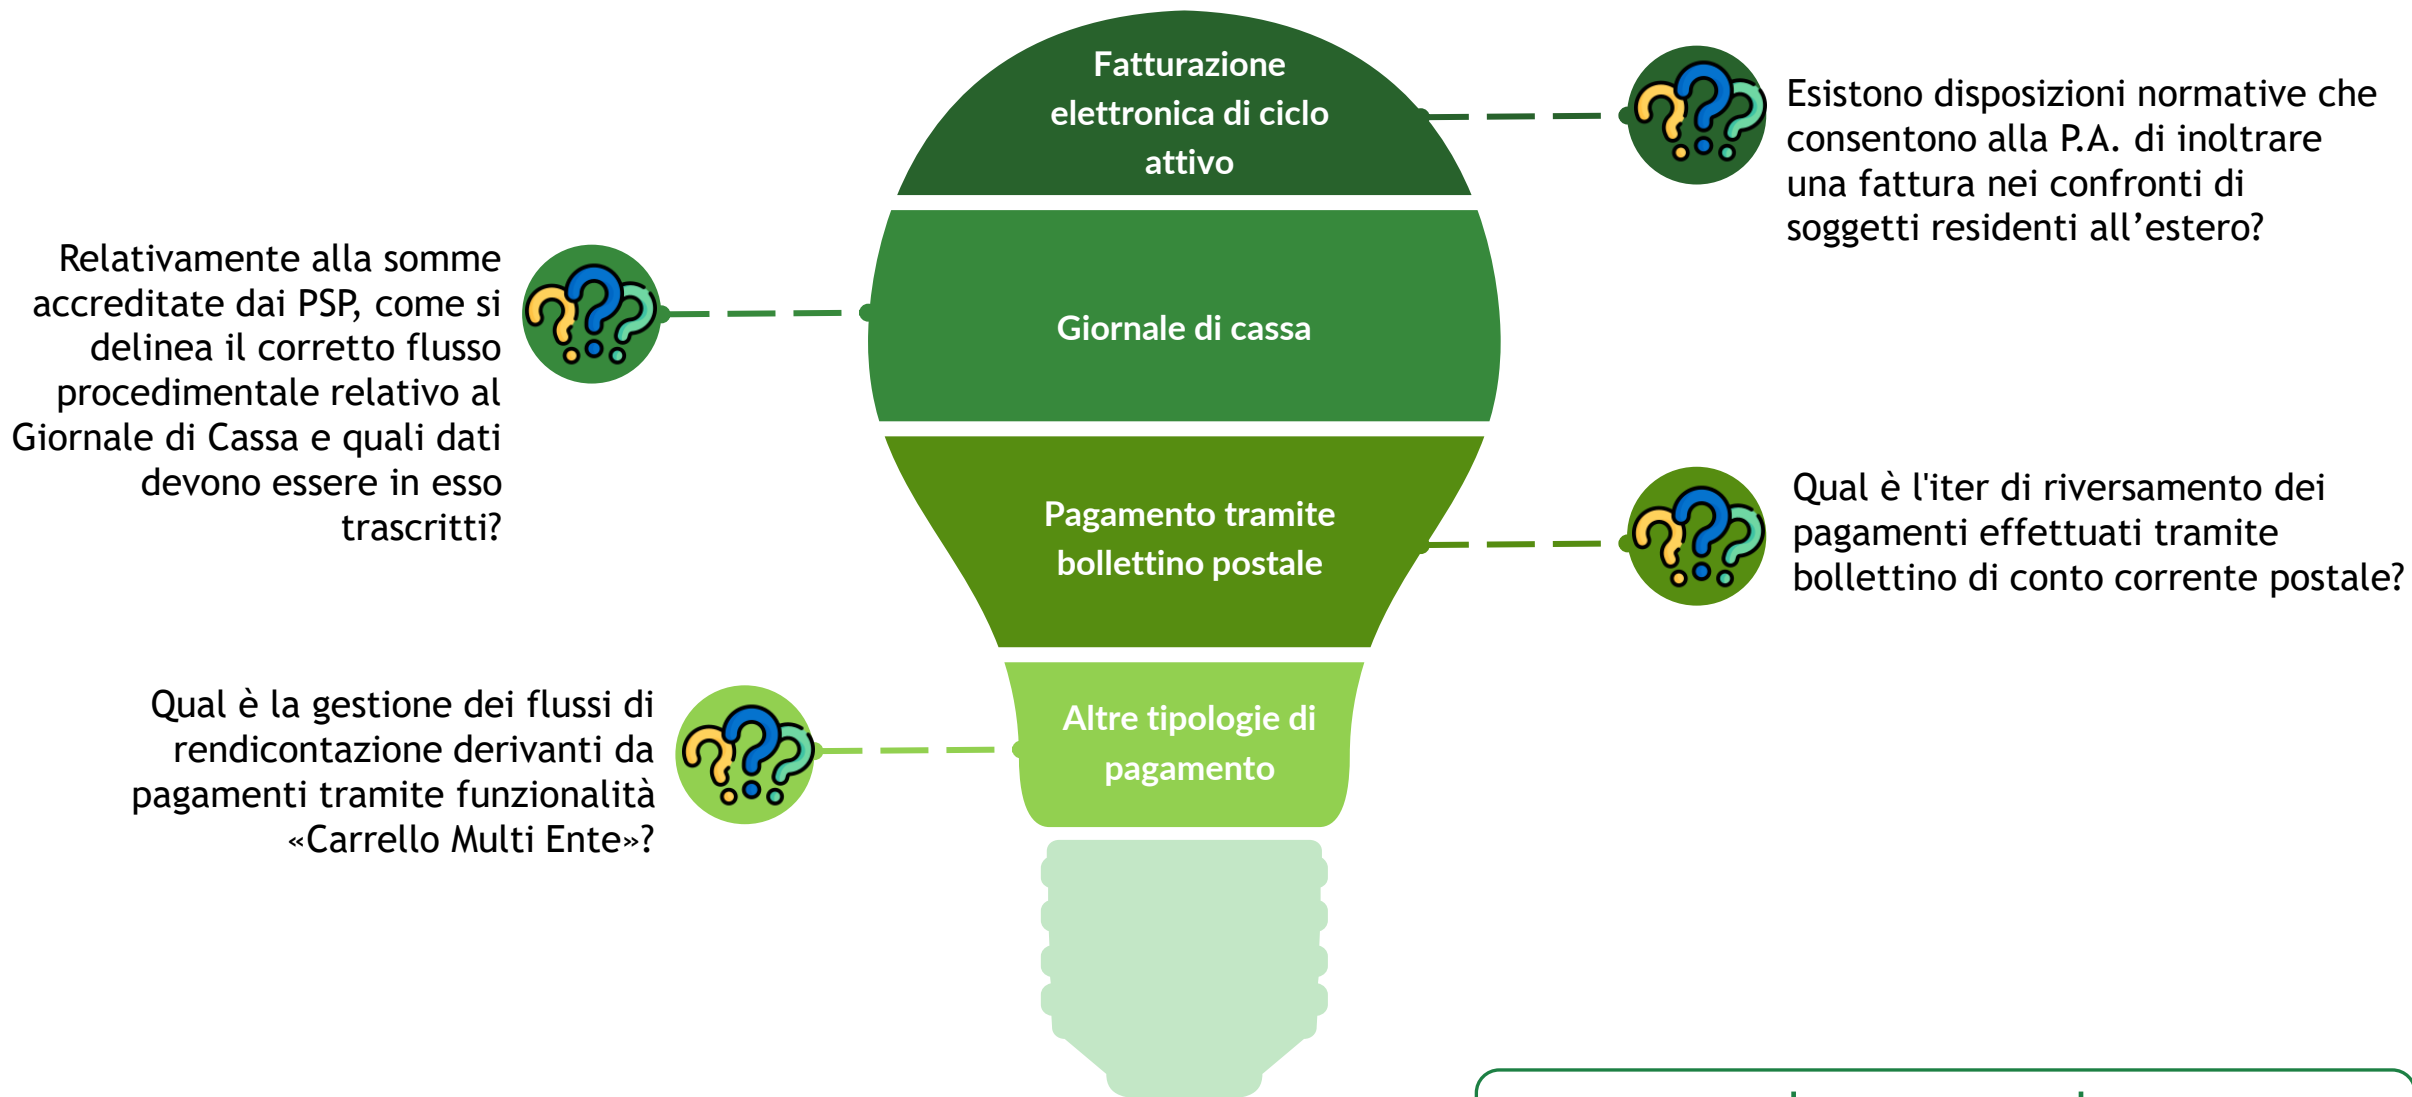 Fatturazione
elettronica di ciclo
attivo
Esistono disposizioni normative che
consentono alla P.A. di inoltrare
una fattura nei confronti di
soggetti residenti all’estero?
Relativamente alla somme
accreditate dai PSP, come si
delinea il corretto flusso
procedimentale relativo al
Giornale di Cassa e quali dati
devono essere in esso
trascritti?
Giornale di cassa
Pagamento tramite
bollettino postale
Qual è l'iter di riversamento dei
pagamenti effettuati tramite
bollettino di conto corrente postale?
Qual è la gestione dei flussi di
rendicontazione derivanti da
pagamenti tramite funzionalità
«Carrello Multi Ente»?
Altre tipologie di
pagamento